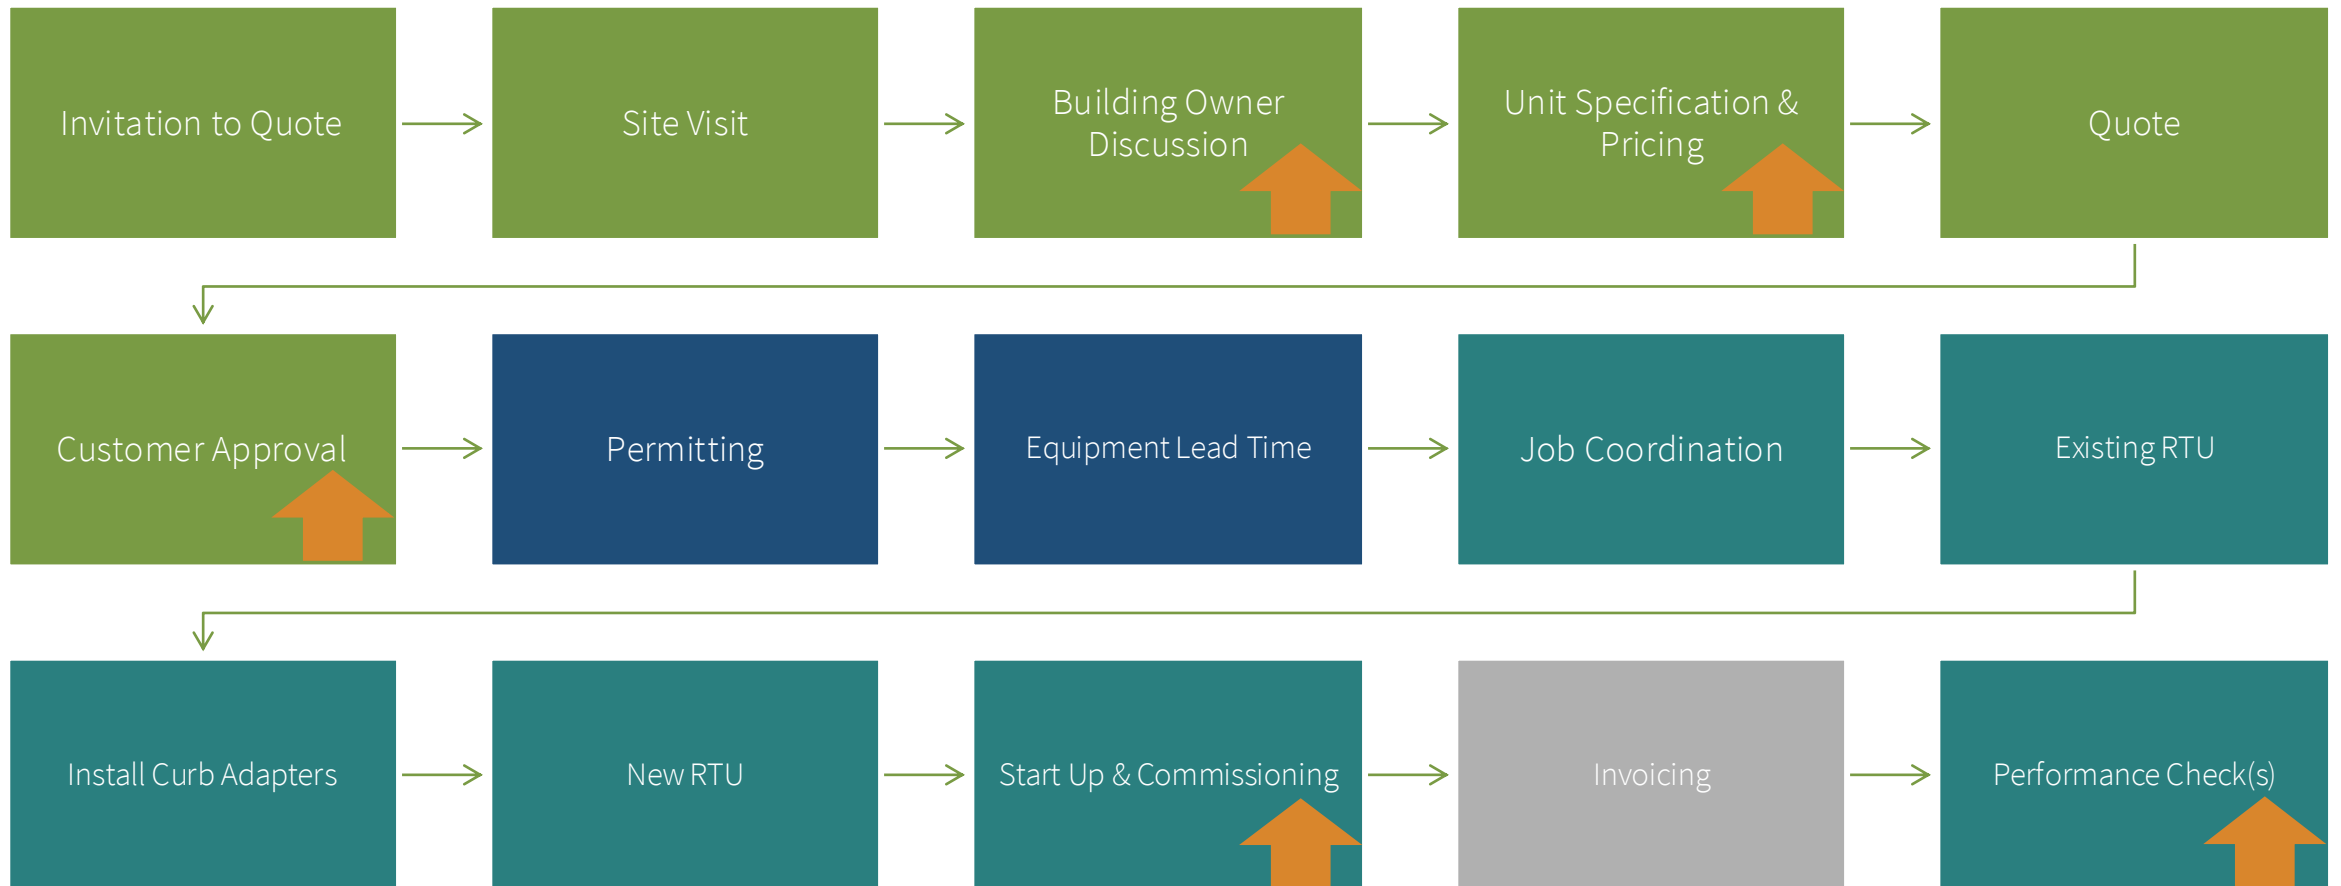 Invitation to Quote
Site Visit
Building Owner
Discussion
Unit Specification &
Pricing
Quote
Customer Approval
Permitting
Equipment Lead Time
Job Coordination
Existing RTU
Install Curb Adapters
New RTU
Start Up & Commissioning
Invoicing
Performance Check(s)